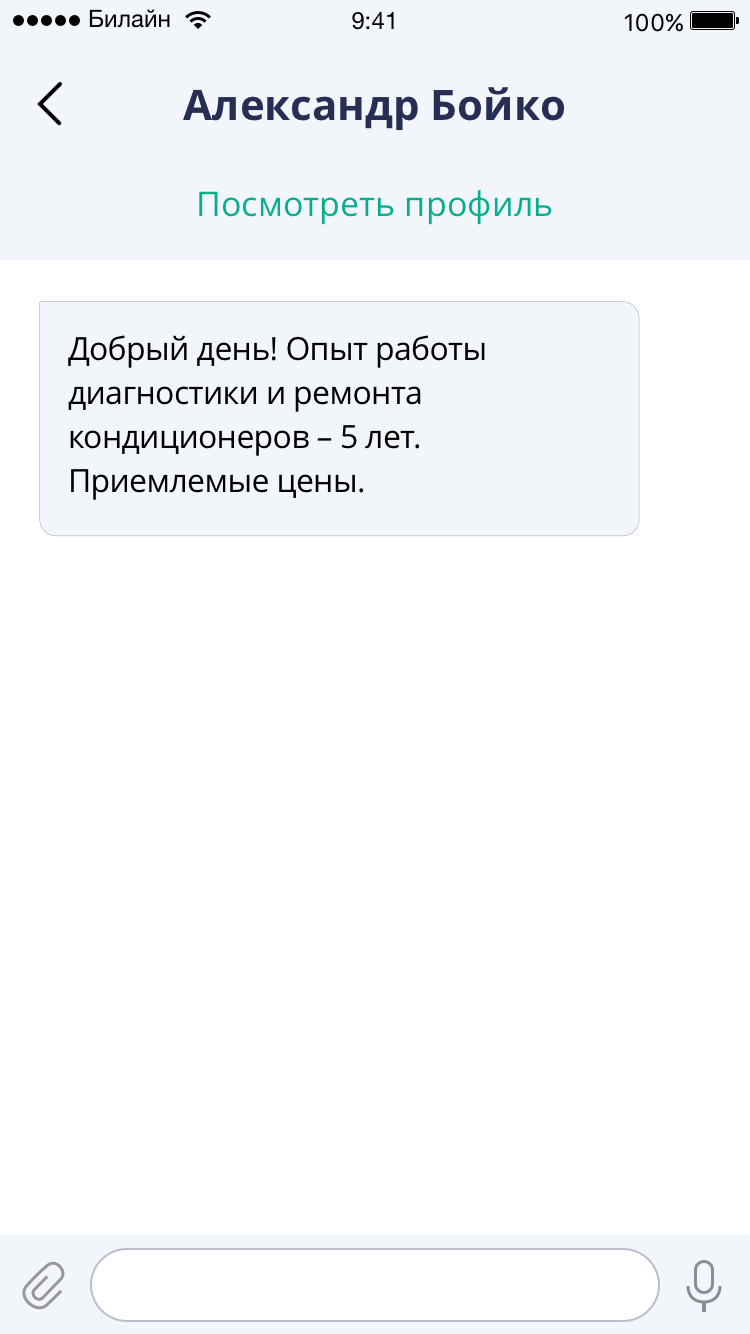 Билайн 9:41 100%
Александр Бойко
Посмотреть профиль
Добрый день! Опыт работы
диагностики и ремонта
кондиционеров – 5 лет.
Приемлемые цены.